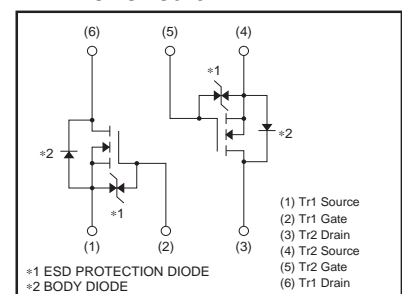 (6) (5) (4)
∗1
∗2
∗2
∗1
(1) (2) (3)
(1) Tr1 Source
(2) Tr1 Gate
(3) Tr2 Drain
(4) Tr2 Source
(5) Tr2 Gate
(6) Tr1 Drain
∗1 ESD PROTECTION DIODE
∗2 BODY DIODE